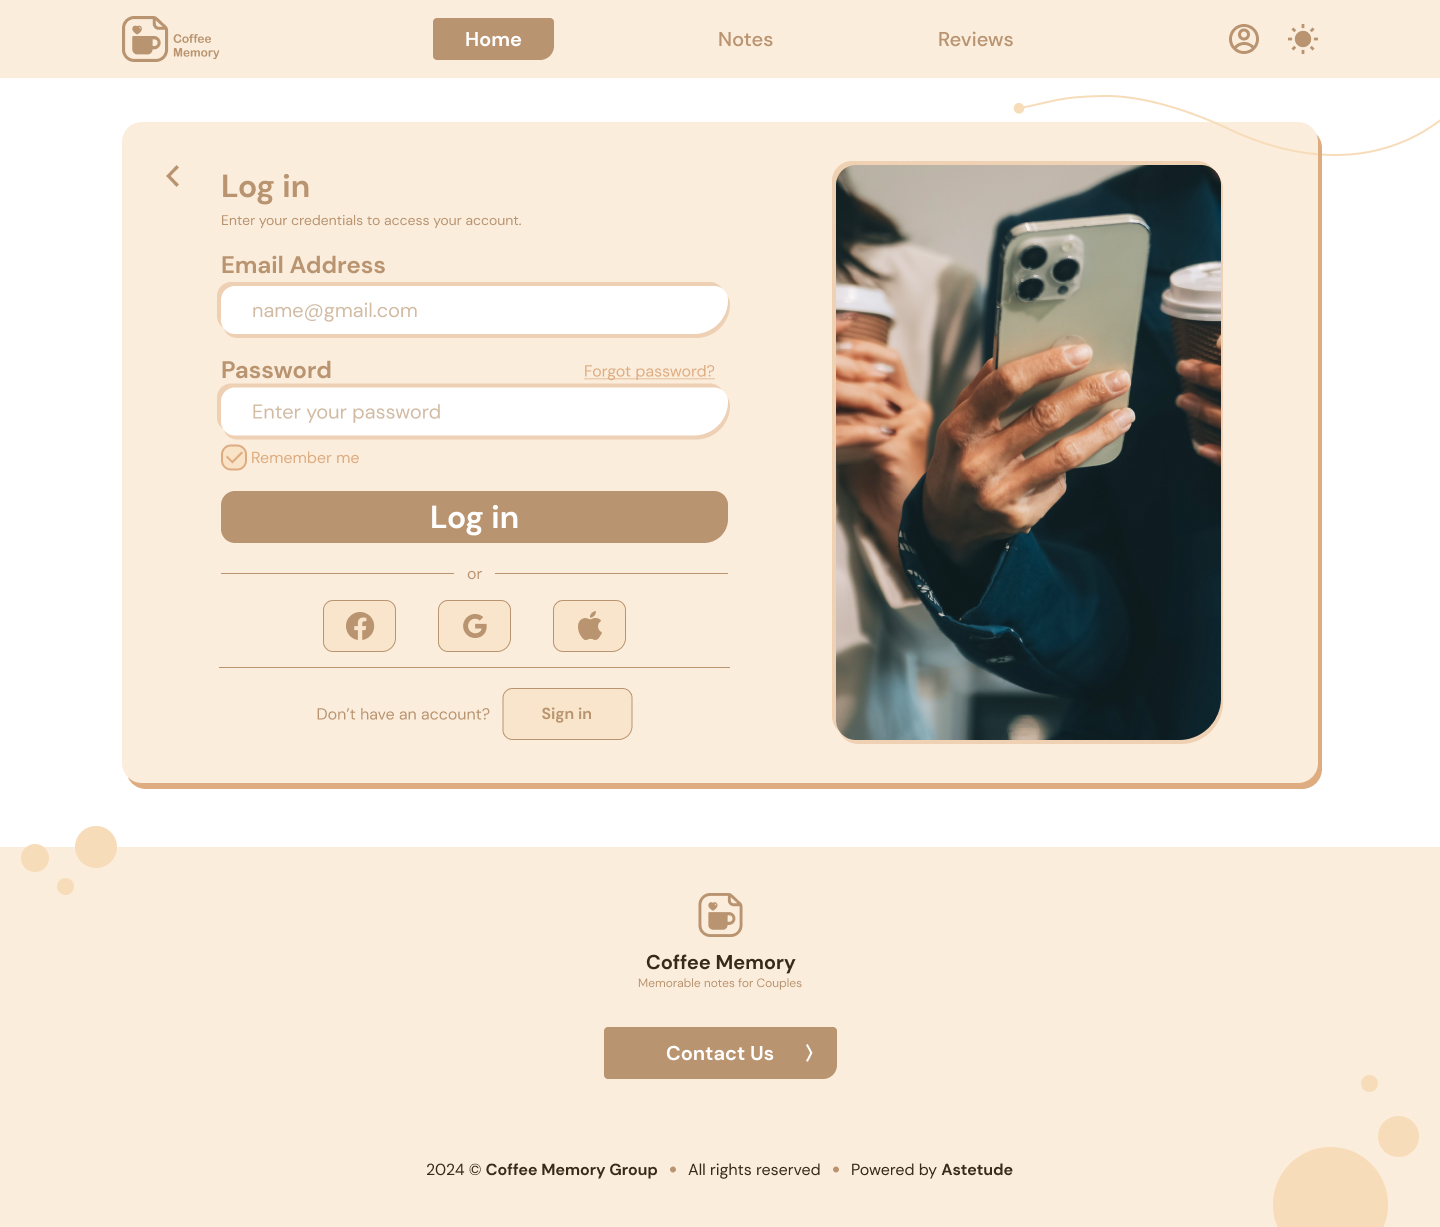 Coffee
Memory
Home
Notes
Reviews
Log in
Enter your credentials to access your account.
Email Address
name@gmail.com
Password
Forgot password?
Enter your password
Remember me
Log in
or
Don’t have an account?
Sign in
Coffee Memory
Memorable notes for Couples
Contact Us
2024 © Coffee Memory Group • All rights reserved • Powered by Astetude